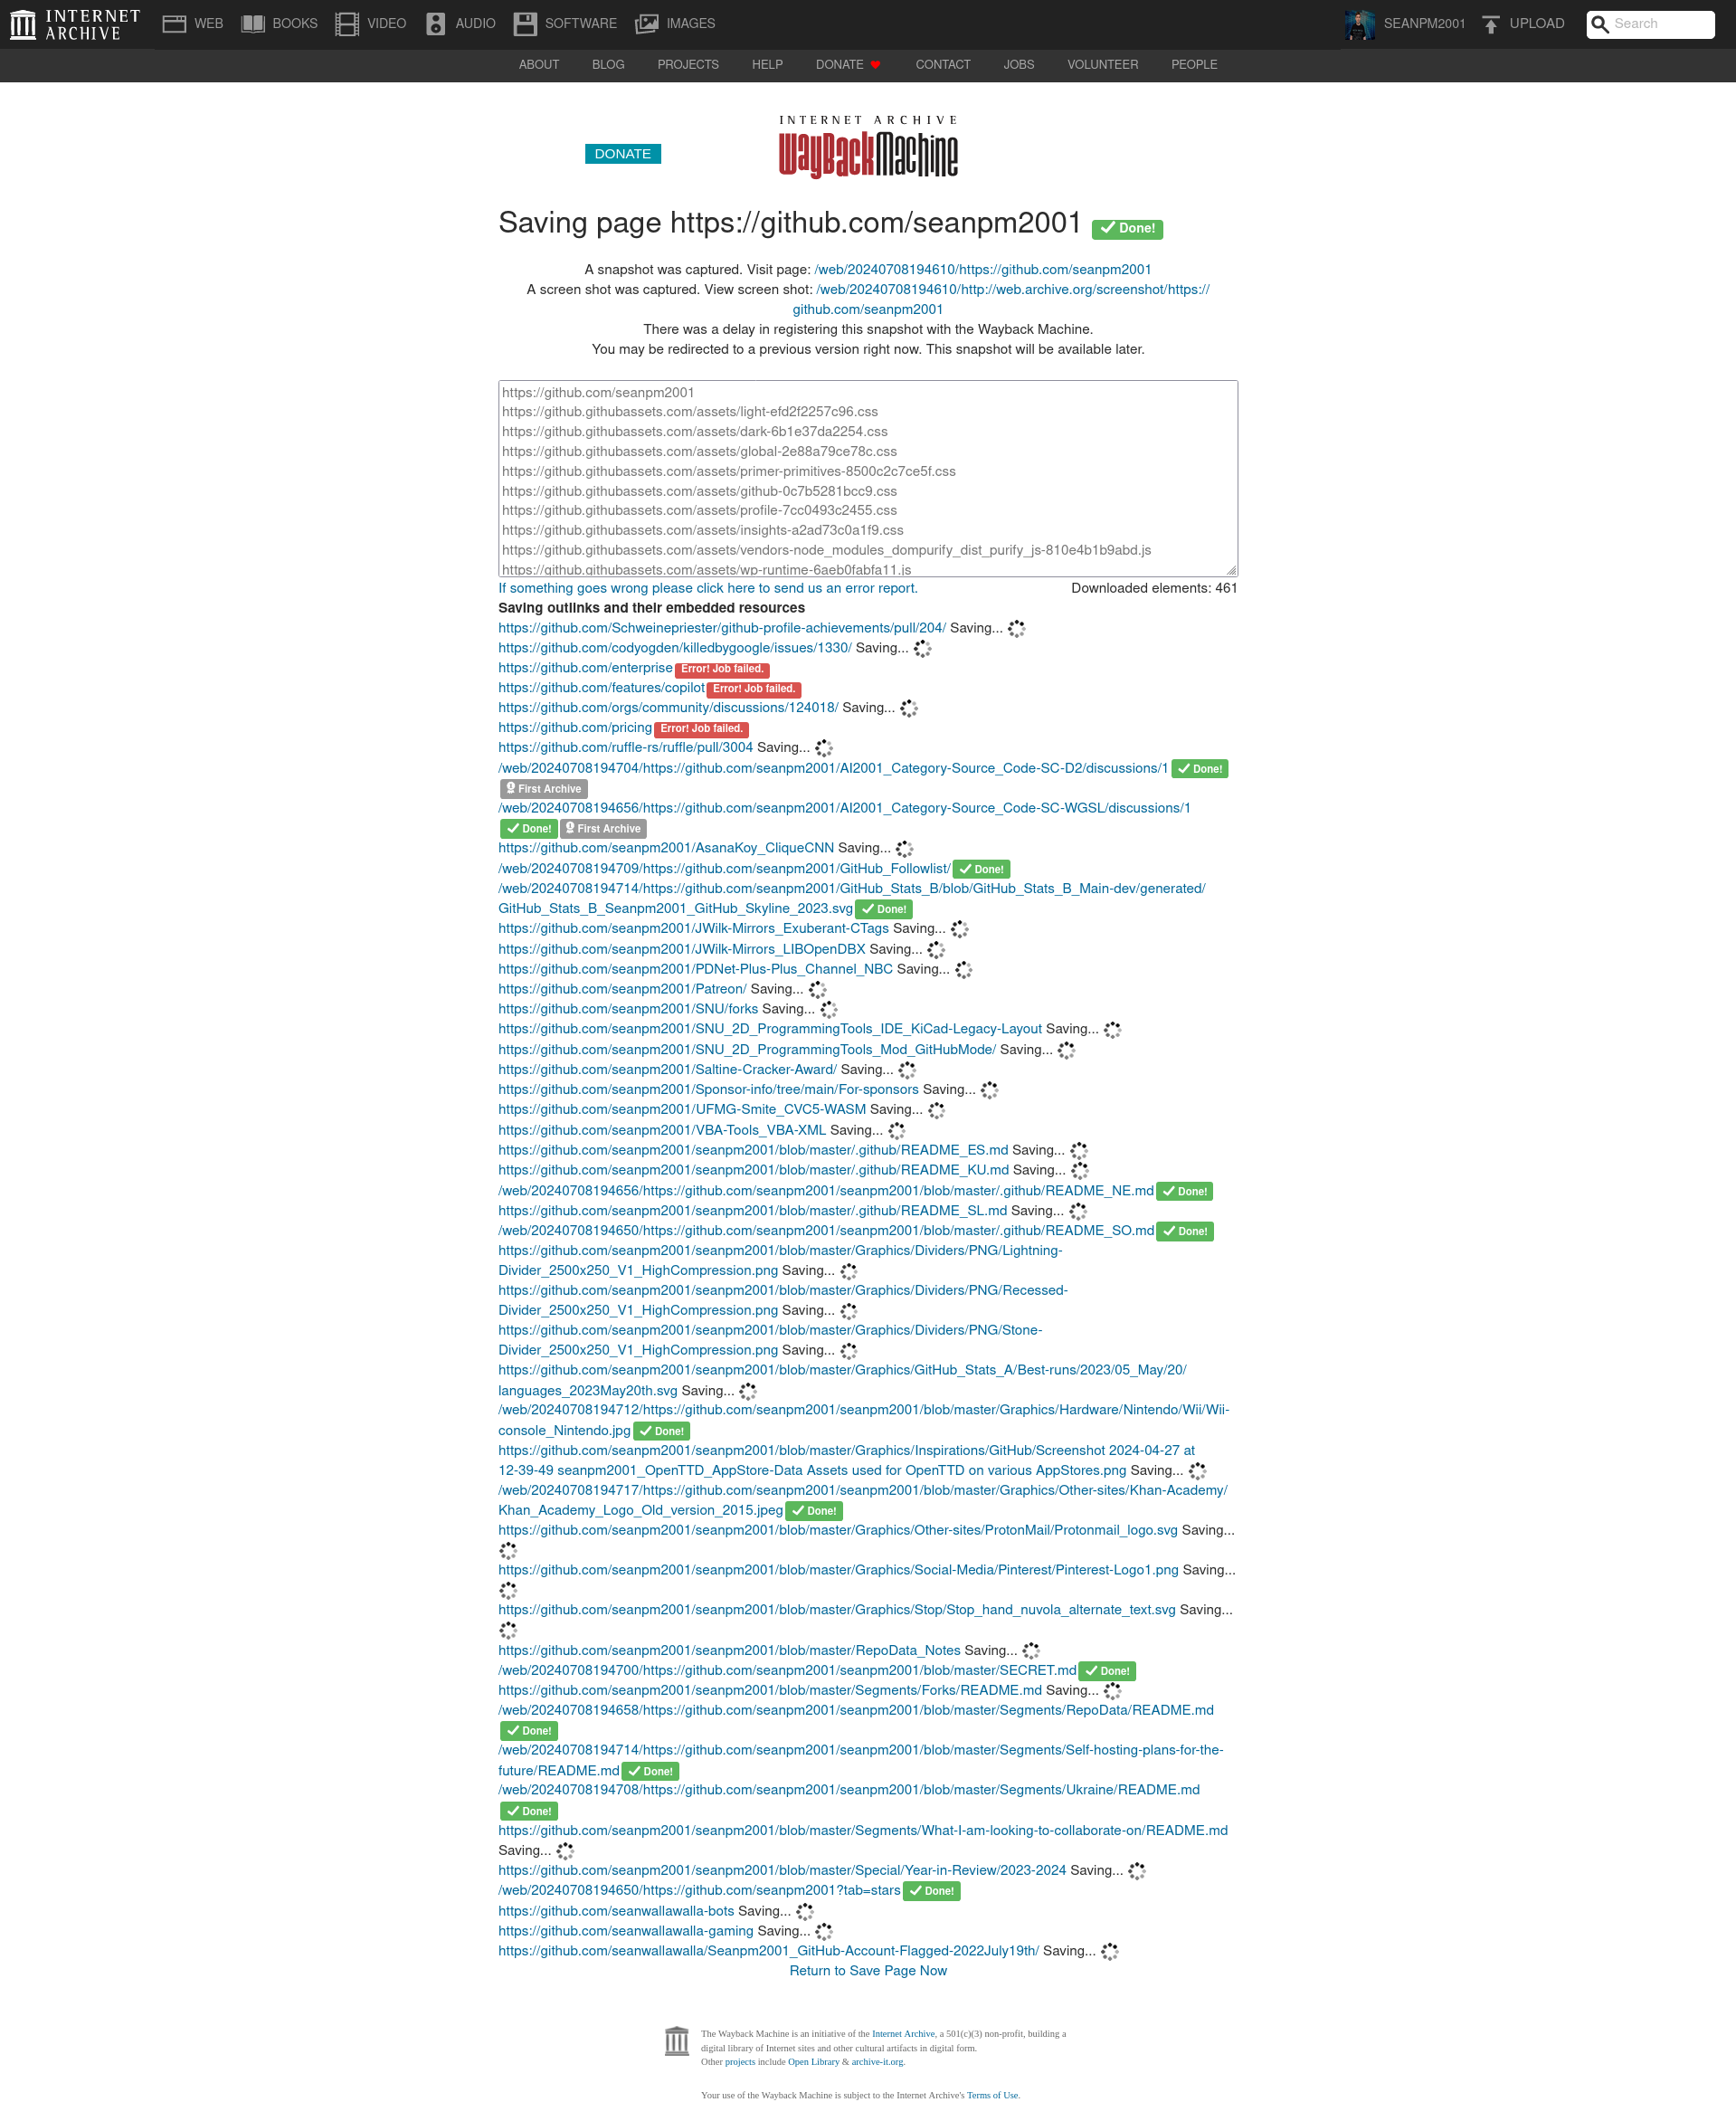 INTERNET ARCHIVE
WEB BOOKS VIDEO AUDIO SOFTWARE IMAGES SEANPM2001 UPLOAD Search
ABOUT BLOG PROJECTS HELP DONATE CONTACT JOBS VOLUNTEER PEOPLE
INTERNET ARCHIVE
DONATE WayBackMachine
Saving page https://github.com/seanpm2001 Done!
A snapshot was captured. Visit page: /web/20240708194610/https://github.com/seanpm2001
A screen shot was captured. View screen shot: /web/20240708194610/http://web.archive.org/screenshot/https://
github.com/seanpm2001
There was a delay in registering this snapshot with the Wayback Machine.
You may be redirected to a previous version right now. This snapshot will be available later.
https://github.com/seanpm2001
https://github.githubassets.com/assets/light-efd2f2257c96.css
https://github.githubassets.com/assets/dark-6b1e37da2254.css
https://github.githubassets.com/assets/global-2e88a79ce78c.css
https://github.githubassets.com/assets/primer-primitives-8500c2c7ce5f.css
https://github.githubassets.com/assets/github-0c7b5281bcc9.css
https://github.githubassets.com/assets/profile-7cc0493c2455.css
https://github.githubassets.com/assets/insights-a2ad73c0a1f9.css
https://github.githubassets.com/assets/vendors-node_modules_dompurify_dist_purify_js-810e4b1b9abd.js
https://github.githubassets.com/assets/wp-runtime-6aeb0fabfa11.js
If something goes wrong please click here to send us an error report. Downloaded elements: 461
Saving outlinks and their embedded resources
https://github.com/Schweinepriester/github-profile-achievements/pull/204/ Saving...
https://github.com/codyogden/killedbygoogle/issues/1330/ Saving...
https://github.com/enterprise Error! Job failed.
https://github.com/features/copilot Error! Job failed.
https://github.com/orgs/community/discussions/124018/ Saving...
https://github.com/pricing Error! Job failed.
https://github.com/ruffle-rs/ruffle/pull/3004 Saving...
/web/20240708194704/https://github.com/seanpm2001/AI2001_Category-Source_Code-SC-D2/discussions/1 Done!
First Archive
/web/20240708194656/https://github.com/seanpm2001/AI2001_Category-Source_Code-SC-WGSL/discussions/1
Done! First Archive
https://github.com/seanpm2001/AsanaKoy_CliqueCNN Saving...
/web/20240708194709/https://github.com/seanpm2001/GitHub_Followlist/ Done!
/web/20240708194714/https://github.com/seanpm2001/GitHub_Stats_B/blob/GitHub_Stats_B_Main-dev/generated/
GitHub_Stats_B_Seanpm2001_GitHub_Skyline_2023.svg Done!
https://github.com/seanpm2001/JWilk-Mirrors_Exuberant-CTags Saving...
https://github.com/seanpm2001/JWilk-Mirrors_LIBOpenDBX Saving...
https://github.com/seanpm2001/PDNet-Plus-Plus_Channel_NBC Saving...
https://github.com/seanpm2001/Patreon/ Saving...
https://github.com/seanpm2001/SNU/forks Saving...
https://github.com/seanpm2001/SNU_2D_ProgrammingTools_IDE_KiCad-Legacy-Layout Saving...
https://github.com/seanpm2001/SNU_2D_ProgrammingTools_Mod_GitHubMode/ Saving...
https://github.com/seanpm2001/Saltine-Cracker-Award/ Saving...
https://github.com/seanpm2001/Sponsor-info/tree/main/For-sponsors Saving...
https://github.com/seanpm2001/UFMG-Smite_CVC5-WASM Saving...
https://github.com/seanpm2001/VBA-Tools_VBA-XML Saving...
https://github.com/seanpm2001/seanpm2001/blob/master/.github/README_ES.md Saving...
https://github.com/seanpm2001/seanpm2001/blob/master/.github/README_KU.md Saving...
/web/20240708194656/https://github.com/seanpm2001/seanpm2001/blob/master/.github/README_NE.md Done!
https://github.com/seanpm2001/seanpm2001/blob/master/.github/README_SL.md Saving...
/web/20240708194650/https://github.com/seanpm2001/seanpm2001/blob/master/.github/README_SO.md Done!
https://github.com/seanpm2001/seanpm2001/blob/master/Graphics/Dividers/PNG/Lightning-
Divider_2500x250_V1_HighCompression.png Saving...
https://github.com/seanpm2001/seanpm2001/blob/master/Graphics/Dividers/PNG/Recessed-
Divider_2500x250_V1_HighCompression.png Saving...
https://github.com/seanpm2001/seanpm2001/blob/master/Graphics/Dividers/PNG/Stone-
Divider_2500x250_V1_HighCompression.png Saving...
https://github.com/seanpm2001/seanpm2001/blob/master/Graphics/GitHub_Stats_A/Best-runs/2023/05_May/20/
languages_2023May20th.svg Saving...
/web/20240708194712/https://github.com/seanpm2001/seanpm2001/blob/master/Graphics/Hardware/Nintendo/Wii/Wii-
console_Nintendo.jpg Done!
https://github.com/seanpm2001/seanpm2001/blob/master/Graphics/Inspirations/GitHub/Screenshot 2024-04-27 at
12-39-49 seanpm2001_OpenTTD_AppStore-Data Assets used for OpenTTD on various AppStores.png Saving...
/web/20240708194717/https://github.com/seanpm2001/seanpm2001/blob/master/Graphics/Other-sites/Khan-Academy/
Khan_Academy_Logo_Old_version_2015.jpeg Done!
https://github.com/seanpm2001/seanpm2001/blob/master/Graphics/Other-sites/ProtonMail/Protonmail_logo.svg Saving...
https://github.com/seanpm2001/seanpm2001/blob/master/Graphics/Social-Media/Pinterest/Pinterest-Logo1.png Saving...
https://github.com/seanpm2001/seanpm2001/blob/master/Graphics/Stop/Stop_hand_nuvola_alternate_text.svg Saving...
https://github.com/seanpm2001/seanpm2001/blob/master/RepoData_Notes Saving...
/web/20240708194700/https://github.com/seanpm2001/seanpm2001/blob/master/SECRET.md Done!
https://github.com/seanpm2001/seanpm2001/blob/master/Segments/Forks/README.md Saving...
/web/20240708194658/https://github.com/seanpm2001/seanpm2001/blob/master/Segments/RepoData/README.md
Done!
/web/20240708194714/https://github.com/seanpm2001/seanpm2001/blob/master/Segments/Self-hosting-plans-for-the-
future/README.md Done!
/web/20240708194708/https://github.com/seanpm2001/seanpm2001/blob/master/Segments/Ukraine/README.md
Done!
https://github.com/seanpm2001/seanpm2001/blob/master/Segments/What-I-am-looking-to-collaborate-on/README.md
Saving...
https://github.com/seanpm2001/seanpm2001/blob/master/Special/Year-in-Review/2023-2024 Saving...
/web/20240708194650/https://github.com/seanpm2001?tab=stars Done!
https://github.com/seanwallawalla-bots Saving...
https://github.com/seanwallawalla-gaming Saving...
https://github.com/seanwallawalla/Seanpm2001_GitHub-Account-Flagged-2022July19th/ Saving...
Return to Save Page Now
The Wayback Machine is an initiative of the Internet Archive, a 501(c)(3) non-profit, building a
digital library of Internet sites and other cultural artifacts in digital form.
Other projects include Open Library & archive-it.org.
Your use of the Wayback Machine is subject to the Internet Archive's Terms of Use.